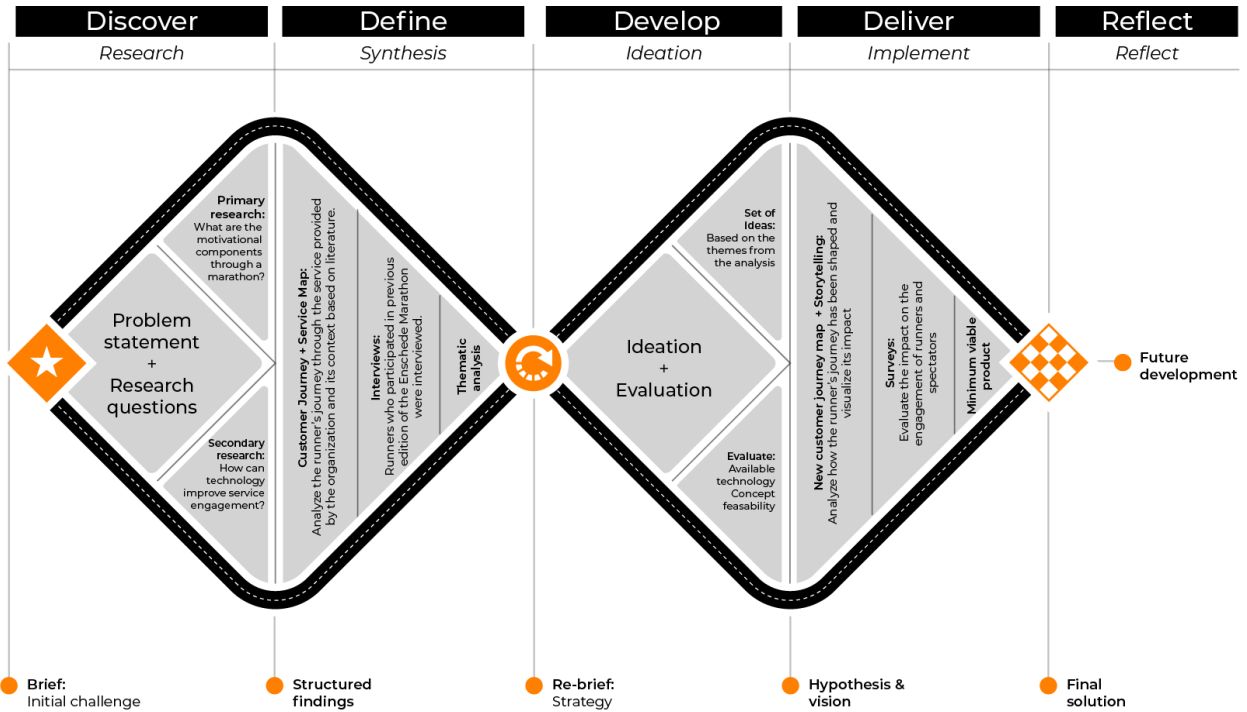 Discover
Define
Develop
Deliver
Reflect
Research
Synthesis
Ideation
Implement
Reflect
Primary
research:
What are the
motivational
components
through a
marathon?
Problem
statement
+
Research
questions
Secondary
research:
How can
technology
improve service
engagement?
Customer Journey + Service Map:
Analyze the runner's journey through the service provided
by the organization and its context based on literature.
Interviews:
Runners who participated in previous
edition of the Enschede Marathon
were interviewed.
Thematic
analysis
Set of
Ideas:
Based on the
themes from
the analysis
Ideation
+
Evaluation
Evaluate:
Available
technology
Concept
feasability
New customer journey map + Storytelling:
Analyze how the runner's journey has been shaped and
visualize its impact
Surveys:
Evaluate the impact on the
engagement of runners and
spectators
Minimum viable
product
Future
development
Brief:
Initial challenge
Structured
findings
Re-brief:
Strategy
Hypothesis &
vision
Final
solution